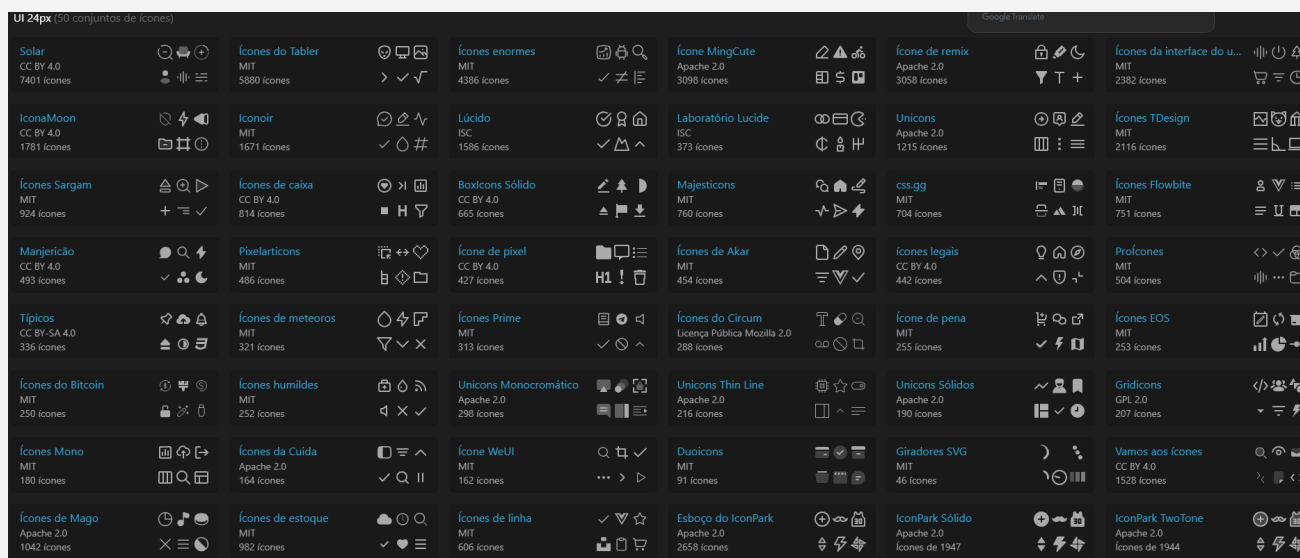 UI 24px (50 conjuntos de ícones)
Google Translate
Solar
CC BY 4.0
7401 ícones
Ícones do Tabler
MIT
5880 ícones
Ícones enormes
MIT
4386 ícones
Ícone MingCute
Apache 2.0
3098 ícones
Ícone de remix
Apache 2.0
3058 ícones
Ícones da interface do u...
MIT
2382 ícones
IconaMoon
CC BY 4.0
1781 ícones
Iconoir
MIT
1671 ícones
Lúcido
ISC
1586 ícones
Laboratório Lucide
ISC
373 ícones
Unicons
Apache 2.0
1215 ícones
Ícones TDesign
MIT
2116 ícones
Ícones Sargam
MIT
924 ícones
Ícones de caixa
CC BY 4.0
814 ícones
BoxIcons Sólido
CC BY 4.0
665 ícones
Majesticons
MIT
760 ícones
css.gg
MIT
704 ícones
Ícones Flowbite
MIT
751 ícones
Manjericão
CC BY 4.0
493 ícones
Pixelarticons
MIT
486 ícones
Ícone de pixel
CC BY 4.0
427 ícones
H1
Ícones de Akar
MIT
454 ícones
ícones legais
CC BY 4.0
442 ícones
ProÍcones
MIT
504 ícones
Típicos
CC BY-SA 4.0
336 ícones
Ícones de meteoros
MIT
321 ícones
Ícones Prime
MIT
313 ícones
Ícones do Circum
Licença Pública Mozilla 2.0
288 ícones
Ícone de pena
MIT
255 ícones
Ícones EOS
MIT
253 ícones
Ícones do Bitcoin
MIT
250 ícones
Ícones humildes
MIT
252 ícones
Unicons Monocromático
Apache 2.0
298 ícones
Unicons Thin Line
Apache 2.0
216 ícones
Unicons Sólidos
Apache 2.0
190 ícones
Gridicons
GPL 2.0
207 ícones
Ícones Mono
MIT
180 ícones
Ícones da Cuida
Apache 2.0
164 ícones
Ícone WeUI
MIT
162 ícones
Duoicons
MIT
91 ícones
Giradores SVG
MIT
46 ícones
Vamos aos ícones
CC BY 4.0
1528 ícones
Ícones de Mago
Apache 2.0
1042 ícones
Ícones de estoque
MIT
982 ícones
Ícones de linha
MIT
606 ícones
Esboço do IconPark
Apache 2.0
2658 ícones
IconPark Sólido
Apache 2.0
Ícones de 1947
IconPark TwoTone
Apache 2.0
Ícones de 1944